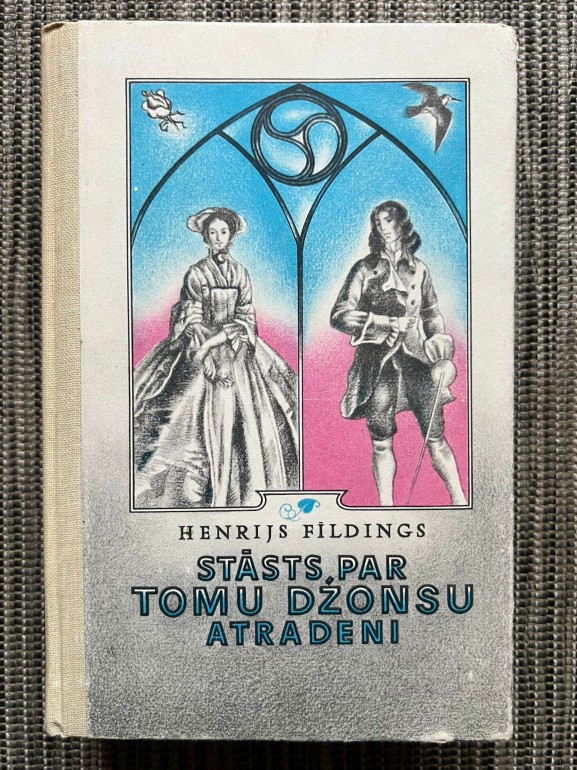 HENRIJS FĪLDINGS
STĀSTS PAR
TOMU DŽONSU
ATRADENI